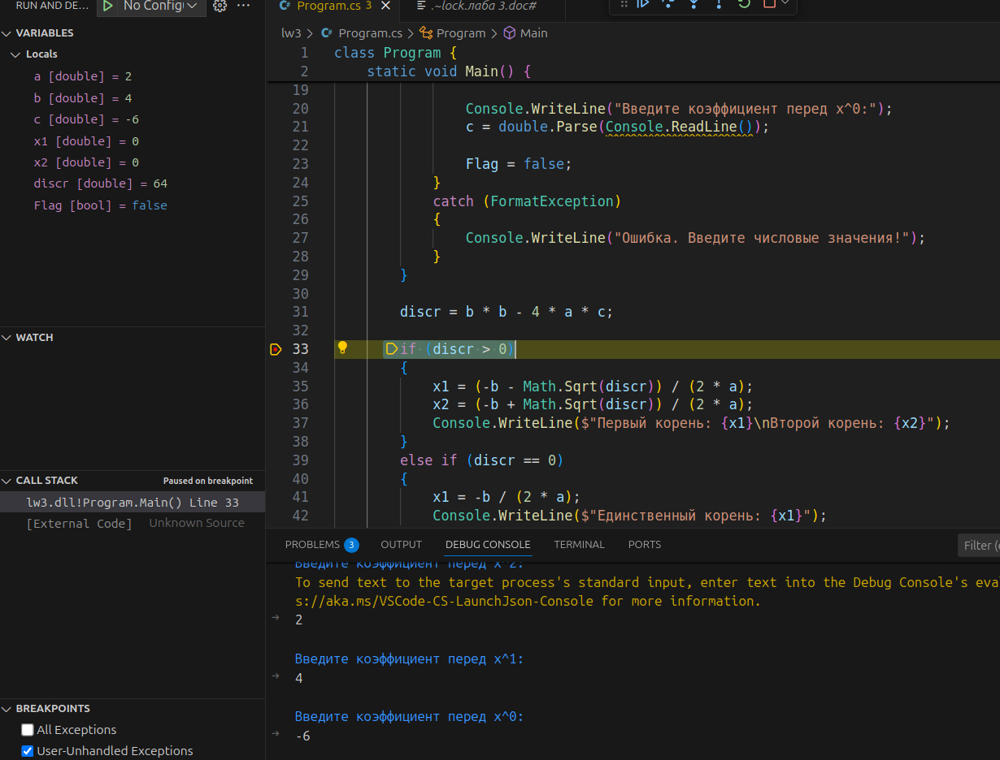 RUN AND DE... No Config
VARIABLES
Locals
a [double] = 2
b [double] = 4
c [double] = -6
x1 [double] = 0
x2 [double] = 0
discr [double] = 64
Flag [bool] = false
WATCH
CALL STACK Paused on breakpoint
lw3.dll!Program.Main() Line 33
[External Code] Unknown Source
BREAKPOINTS
All Exceptions
User-Unhandled Exceptions
Program.cs 3 .~lock.лаба 3.doc#
lw3 > Program.cs > Program > Main
1 class Program {
2 static void Main() {
19
20 Console.WriteLine("Введите коэффициент перед x^0:");
21 c = double.Parse(Console.ReadLine());
22
23 Flag = false;
24 }
25 catch (FormatException)
26 {
27 Console.WriteLine("Ошибка. Введите числовые значения!");
28 }
29 }
30
31 discr = b * b - 4 * a * c;
32
33 if (discr > 0)
34 {
35 x1 = (-b - Math.Sqrt(discr)) / (2 * a);
36 x2 = (-b + Math.Sqrt(discr)) / (2 * a);
37 Console.WriteLine($"Первый корень: {x1}\nВторой корень: {x2}");
38 }
39 else if (discr == 0)
40 {
41 x1 = -b / (2 * a);
42 Console.WriteLine($"Единственный корень: {x1}");
PROBLEMS 3 OUTPUT DEBUG CONSOLE TERMINAL PORTS Filter (e
Введите коэффициент перед x^2:
To send text to the target process's standard input, enter text into the Debug Console's eva
s://aka.ms/VSCode-CS-LaunchJson-Console for more information.
2
Введите коэффициент перед x^1:
4
Введите коэффициент перед x^0:
-6